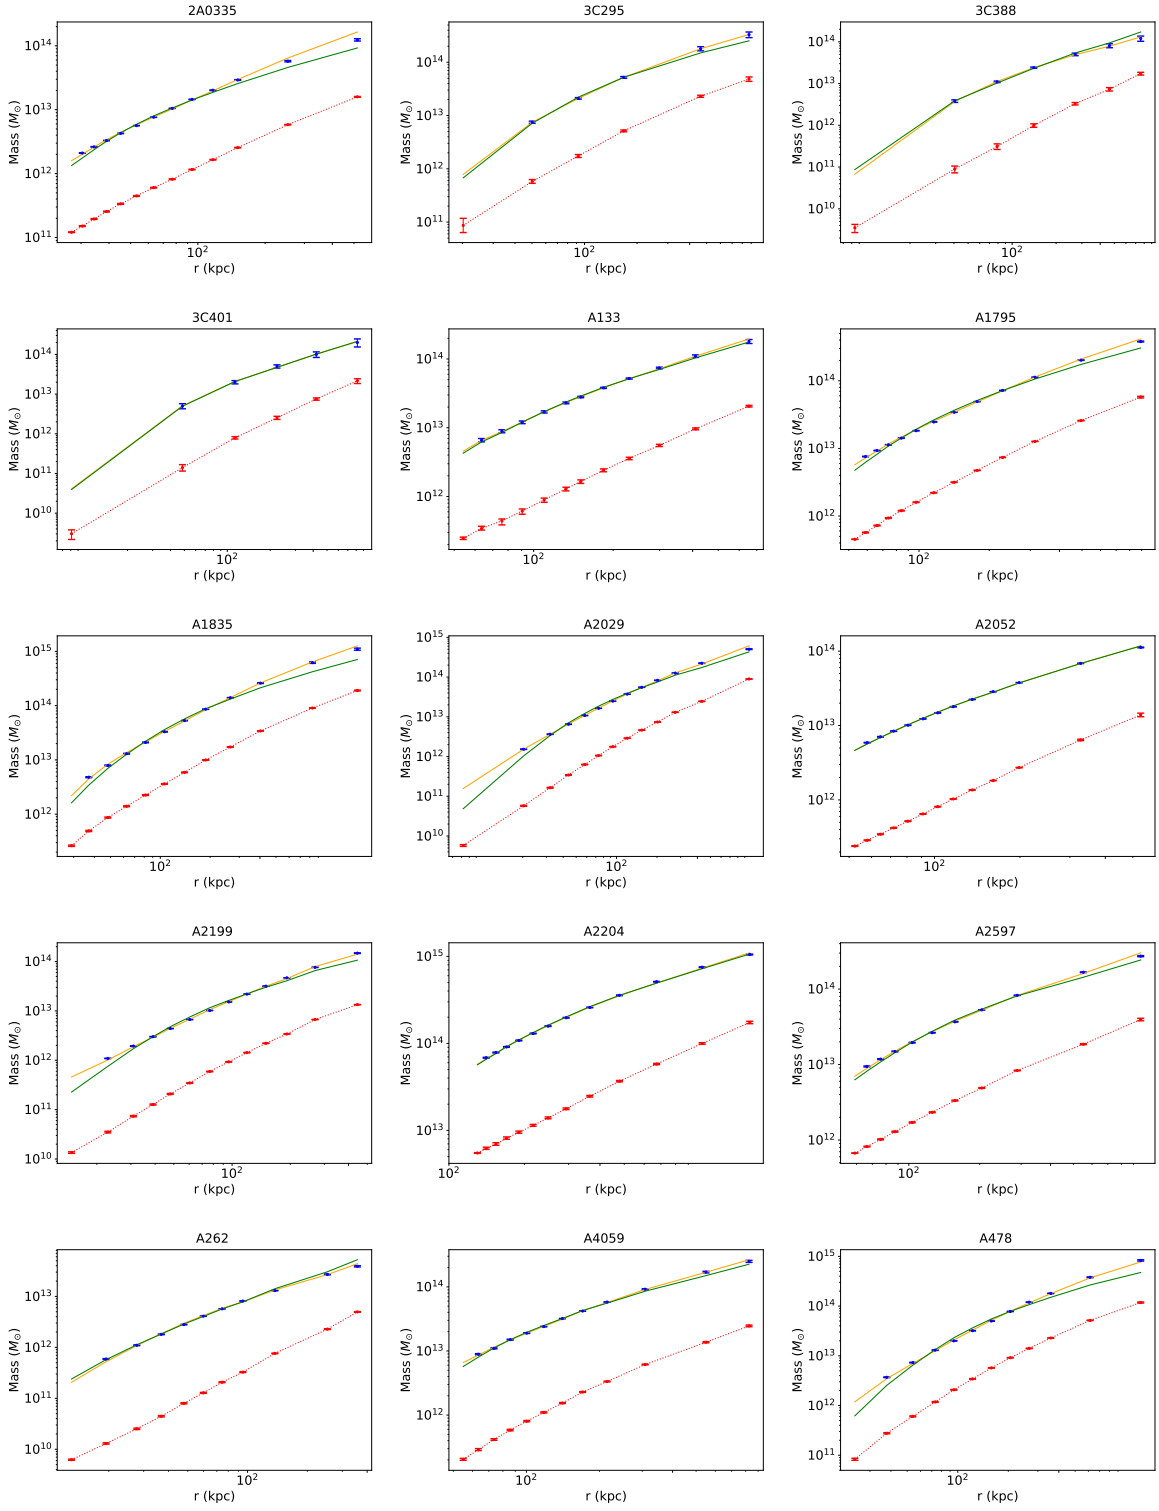 2A0335 3C295 3C388
Mass (M⊙) 10¹⁴ 10¹³ 10¹² 10¹¹ 10² r (kpc)
Mass (M⊙) 10¹⁴ 10¹³ 10¹² 10¹¹ 10² r (kpc)
Mass (M⊙) 10¹⁴ 10¹³ 10¹² 10¹¹ 10¹⁰ 10² r (kpc)
3C401 A133 A1795
Mass (M⊙) 10¹⁴ 10¹³ 10¹² 10¹¹ 10¹⁰ 10² r (kpc)
Mass (M⊙) 10¹⁴ 10¹³ 10¹² 10² r (kpc)
Mass (M⊙) 10¹⁴ 10¹³ 10¹² 10² r (kpc)
A1835 A2029 A2052
Mass (M⊙) 10¹⁵ 10¹⁴ 10¹³ 10¹² 10² r (kpc)
Mass (M⊙) 10¹⁵ 10¹⁴ 10¹³ 10¹² 10¹¹ 10¹⁰ 10² r (kpc)
Mass (M⊙) 10¹⁴ 10¹³ 10¹² 10² r (kpc)
A2199 A2204 A2597
Mass (M⊙) 10¹⁴ 10¹³ 10¹² 10¹¹ 10¹⁰ 10² r (kpc)
Mass (M⊙) 10¹⁵ 10¹⁴ 10¹³ 10² r (kpc)
Mass (M⊙) 10¹⁴ 10¹³ 10¹² 10² r (kpc)
A262 A4059 A478
Mass (M⊙) 10¹³ 10¹² 10¹¹ 10¹⁰ 10² r (kpc)
Mass (M⊙) 10¹⁴ 10¹³ 10¹² 10² r (kpc)
Mass (M⊙) 10¹⁵ 10¹⁴ 10¹³ 10¹² 10¹¹ 10² r (kpc)